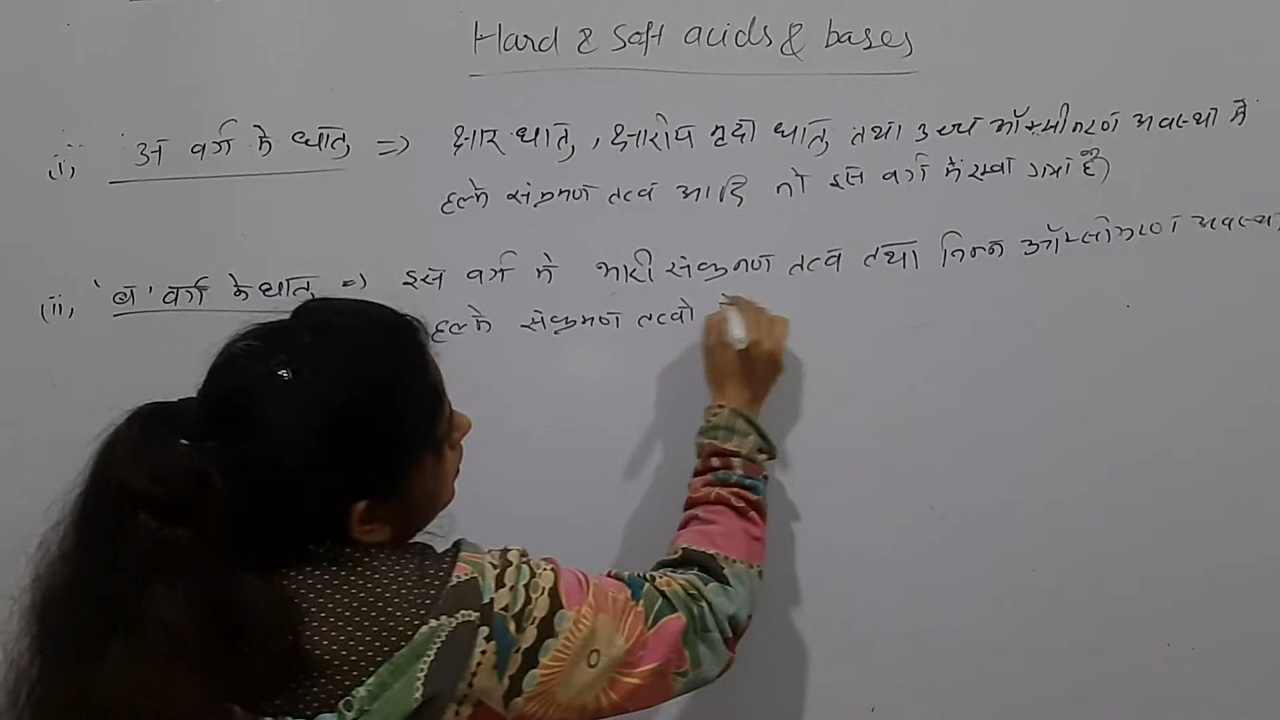 Hard & Soft acids & bases
(i) अ वर्ग के धातु => क्षार धातु, क्षारीय मृदा धातु तथा उच्च ऑक्सीकरण अवस्था में
हल्के संक्रमण तत्व आदि को इस वर्ग में रखा गया है)
(ii) 'ब' वर्ग के धातु => इस वर्ग में भारी संक्रमण तत्व तथा निम्न ऑक्सीकरण अवस्था
हल्के संक्रमण तत्वो